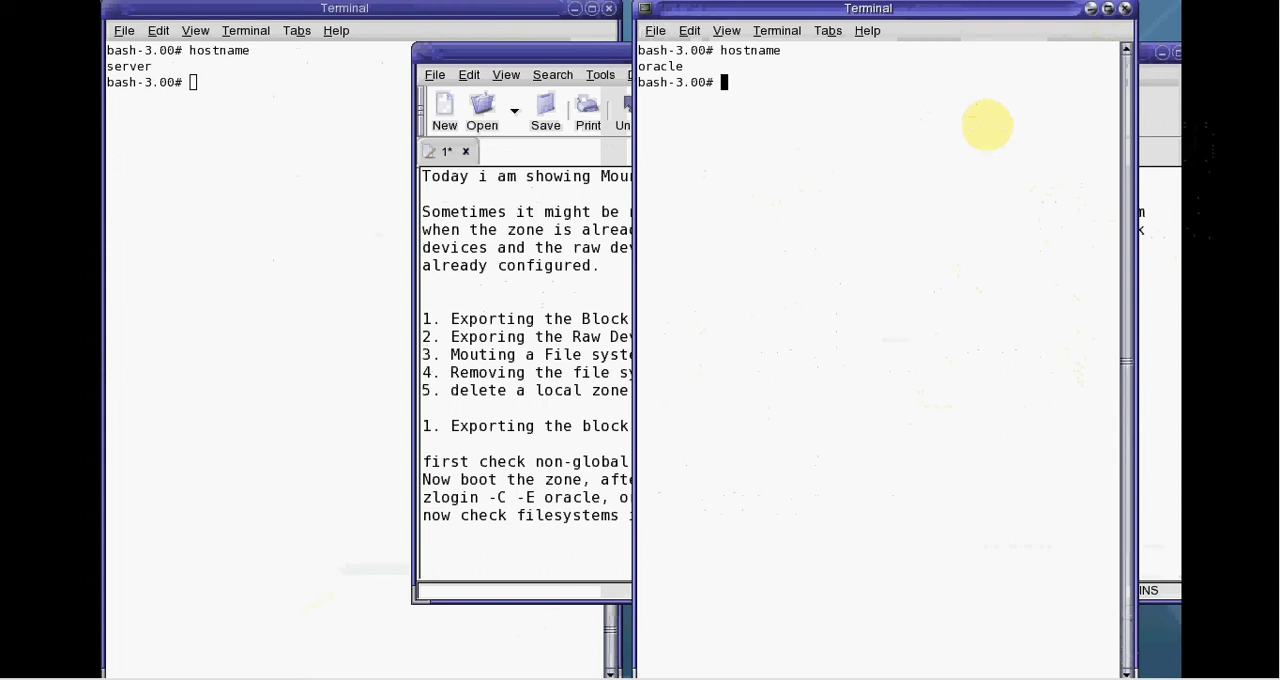 Terminal
File Edit View Terminal Tabs Help
bash-3.00# hostname
server
bash-3.00#
File Edit View Search Tools
New Open Save Print
1*
Today i am showing
Sometimes it might be
when the zone is
devices and the raw
already configured.
1. Exporting the Block
2. Exporing the Raw
3. Mouting a File
4. Removing the file
5. delete a local zone
1. Exporting the block
first check non-global
Now boot the zone,
zlogin -C -E oracle,
now check filesystems
Terminal
File Edit View Terminal Tabs Help
bash-3.00# hostname
oracle
bash-3.00#